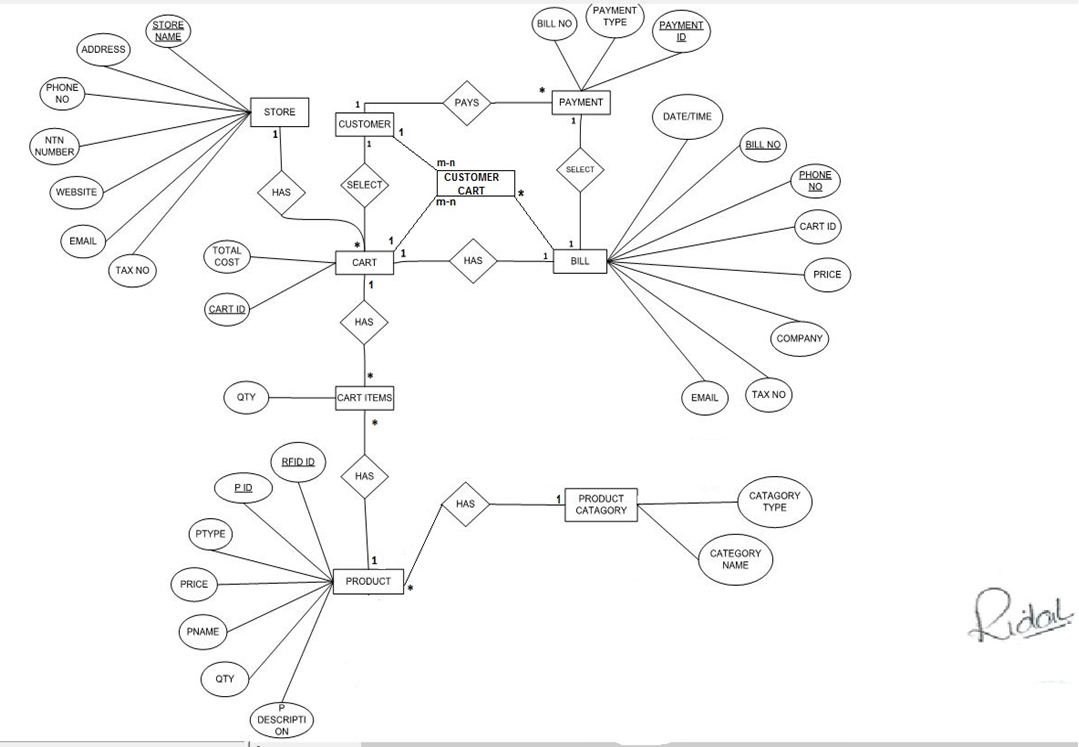 STORE
NAME
ADDRESS
PHONE
NO
NTN
NUMBER
WEBSITE
EMAIL
TAX NO
STORE
1
HAS
*
BILL NO
PAYMENT
TYPE
PAYMENT
ID
1
PAYS
*
PAYMENT
CUSTOMER
1
1
1
SELECT
SELECT
m-n
CUSTOMER
CART
m-n
*
DATE/TIME
BILL NO
PHONE
NO
CART ID
PRICE
COMPANY
TAX NO
EMAIL
TOTAL
COST
CART ID
CART
1
1
HAS
1
1
BILL
1
HAS
*
QTY
CART ITEMS
*
HAS
1
RFID ID
P ID
PTYPE
PRICE
PNAME
QTY
P
DESCRIPTI
ON
PRODUCT
*
HAS
1
PRODUCT
CATAGORY
CATAGORY
TYPE
CATEGORY
NAME